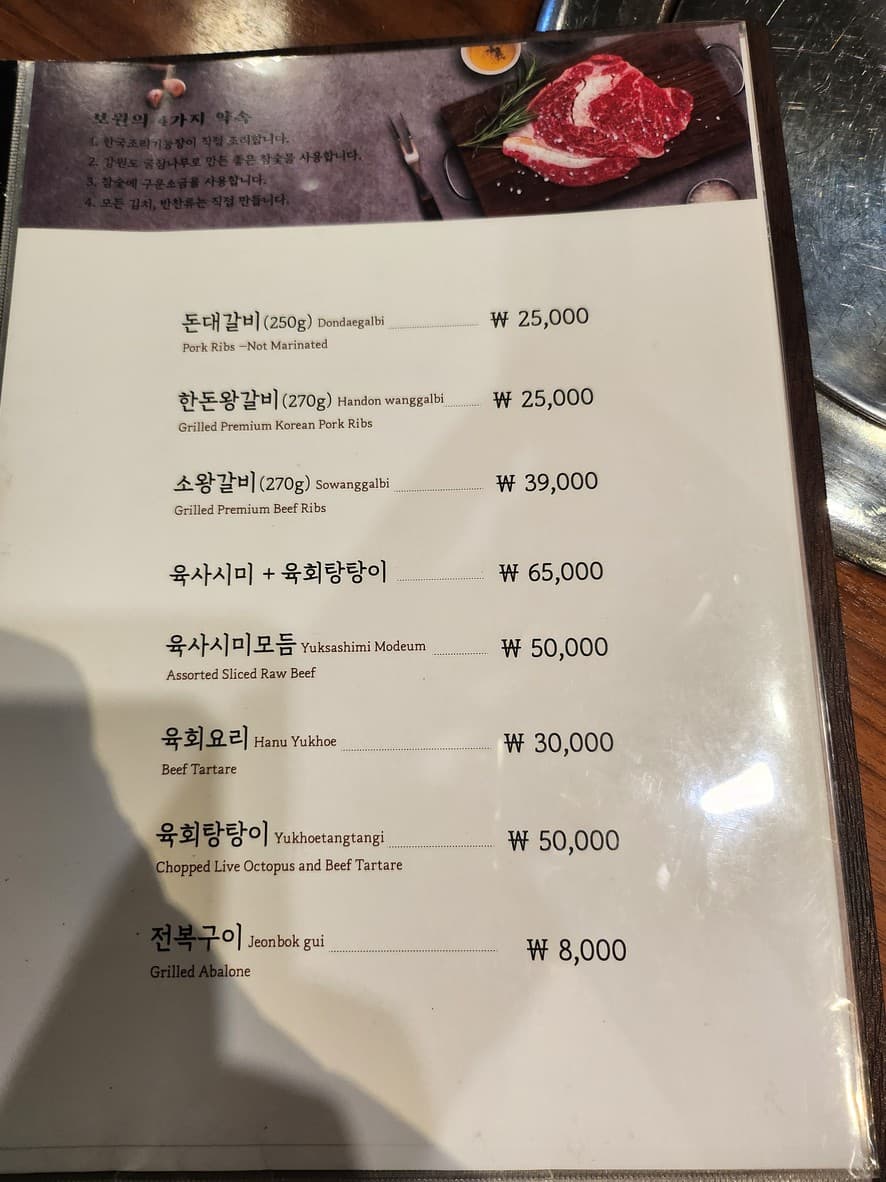 보원의 4가지 약속
1. 한국조리기능장이 직접 조리합니다.
2. 강원도 굴참나무로 만든 좋은 참숯을 사용합니다.
3. 참숯에 구운소금을 사용합니다.
4. 모든 김치, 반찬류는 직접 만듭니다.
돈대갈비(250g) Dondaegalbi ₩ 25,000
Pork Ribs -Not Marinated
한돈왕갈비(270g) Handon wanggalbi ₩ 25,000
Grilled Premium Korean Pork Ribs
소왕갈비(270g) Sowanggalbi ₩ 39,000
Grilled Premium Beef Ribs
육사시미 + 육회탕탕이 ₩ 65,000
육사시미모듬 Yuksashimi Modeum ₩ 50,000
Assorted Sliced Raw Beef
육회요리 Hanu Yukhoe ₩ 30,000
Beef Tartare
육회탕탕이 Yukhoetangtangi ₩ 50,000
Chopped Live Octopus and Beef Tartare
전복구이 Jeonbok gui ₩ 8,000
Grilled Abalone